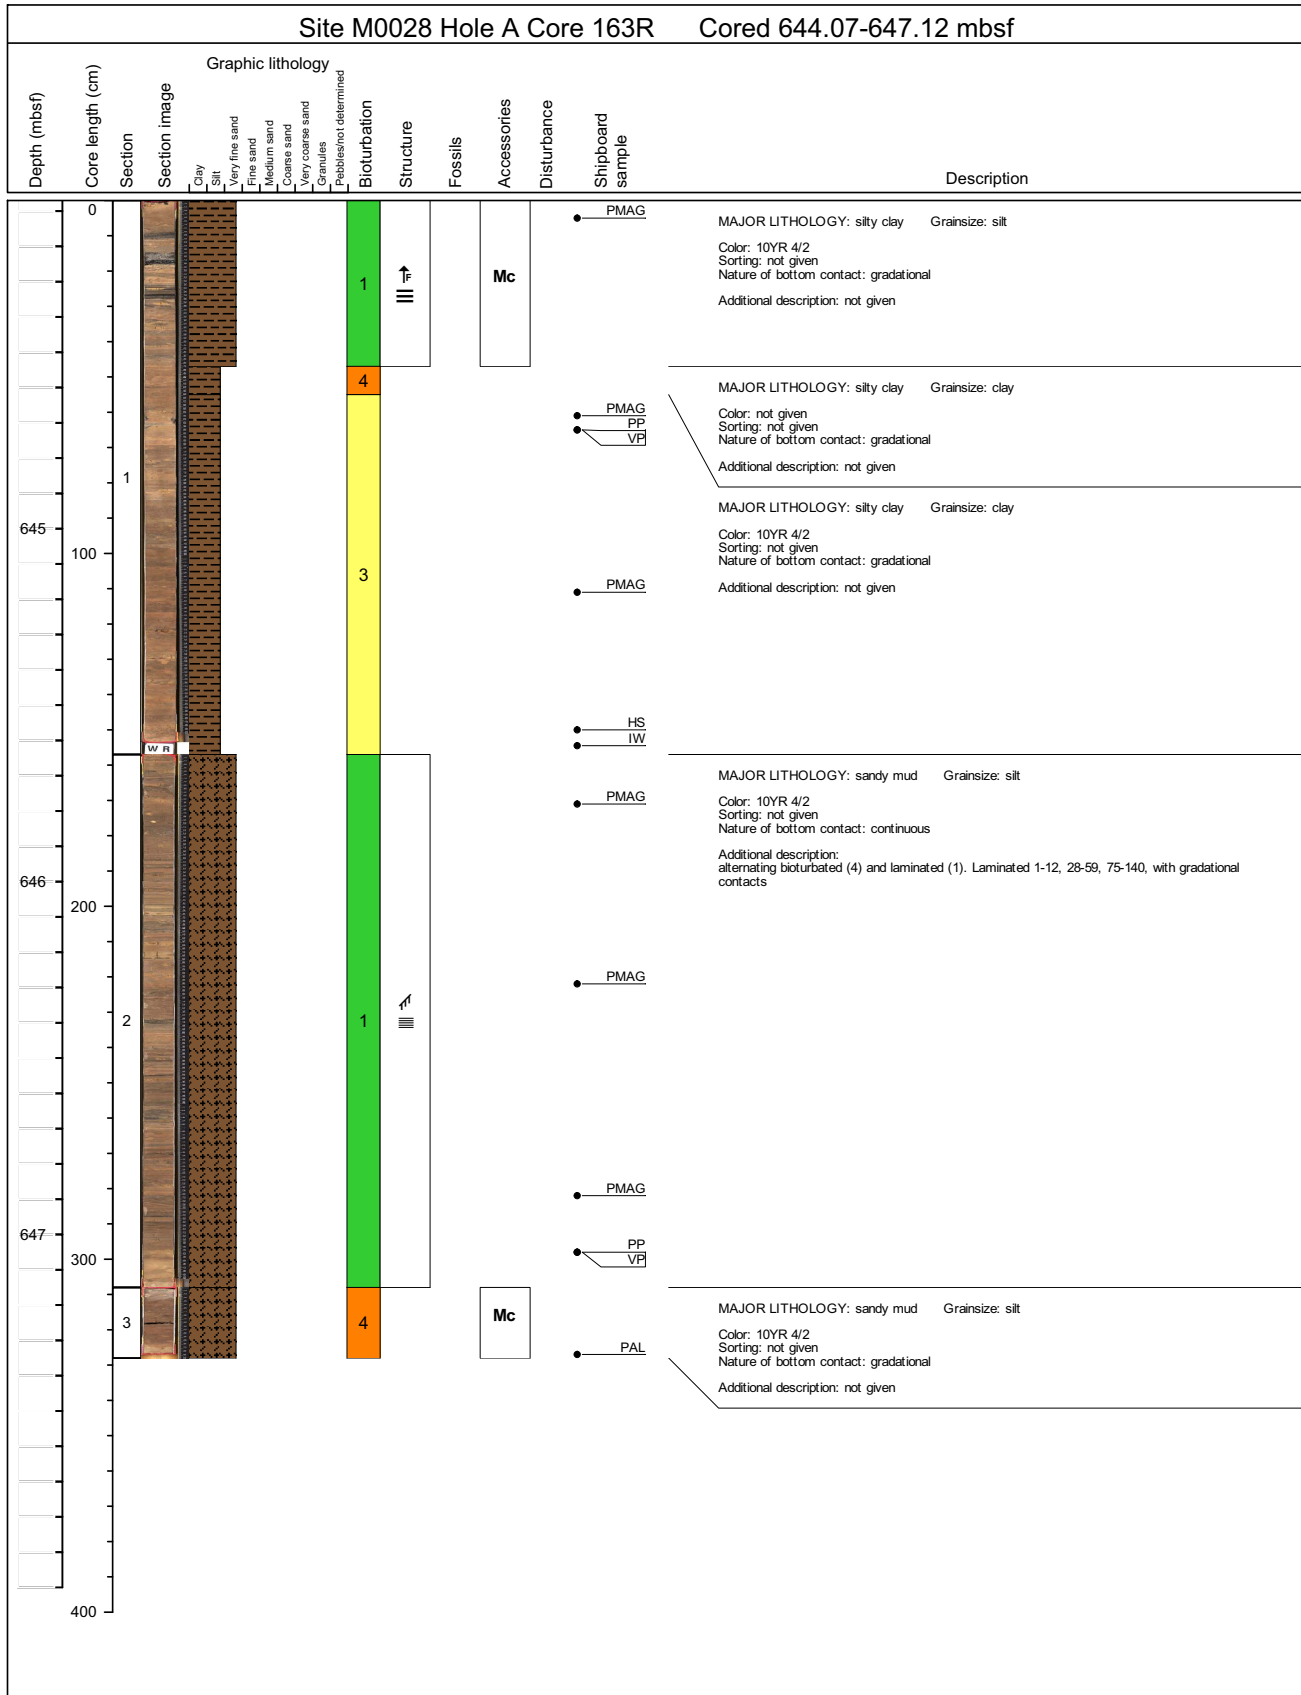 Site M0028 Hole A Core 163R Cored 644.07-647.12 mbsf
Depth (mbsf)
Core length (cm)
Section
Section image
Graphic lithology
Clay
Silt
Very fine sand
Fine sand
Medium sand
Coarse sand
Very coarse sand
Granules
Pebbles/not determined
Bioturbation
Structure
Fossils
Accessories
Disturbance
Shipboard
sample
Description
0
100
200
300
400
645
646
647
1
2
3
W R
1
4
3
1
4
F
Mc
Mc
PMAG
PMAG
PP
VP
PMAG
HS
IW
PMAG
PMAG
PMAG
PP
VP
PAL
MAJOR LITHOLOGY: silty clay Grainsize: silt
Color: 10YR 4/2
Sorting: not given
Nature of bottom contact: gradational
Additional description: not given
MAJOR LITHOLOGY: silty clay Grainsize: clay
Color: not given
Sorting: not given
Nature of bottom contact: gradational
Additional description: not given
MAJOR LITHOLOGY: silty clay Grainsize: clay
Color: 10YR 4/2
Sorting: not given
Nature of bottom contact: gradational
Additional description: not given
MAJOR LITHOLOGY: sandy mud Grainsize: silt
Color: 10YR 4/2
Sorting: not given
Nature of bottom contact: continuous
Additional description:
alternating bioturbated (4) and laminated (1). Laminated 1-12, 28-59, 75-140, with gradational
contacts
MAJOR LITHOLOGY: sandy mud Grainsize: silt
Color: 10YR 4/2
Sorting: not given
Nature of bottom contact: gradational
Additional description: not given